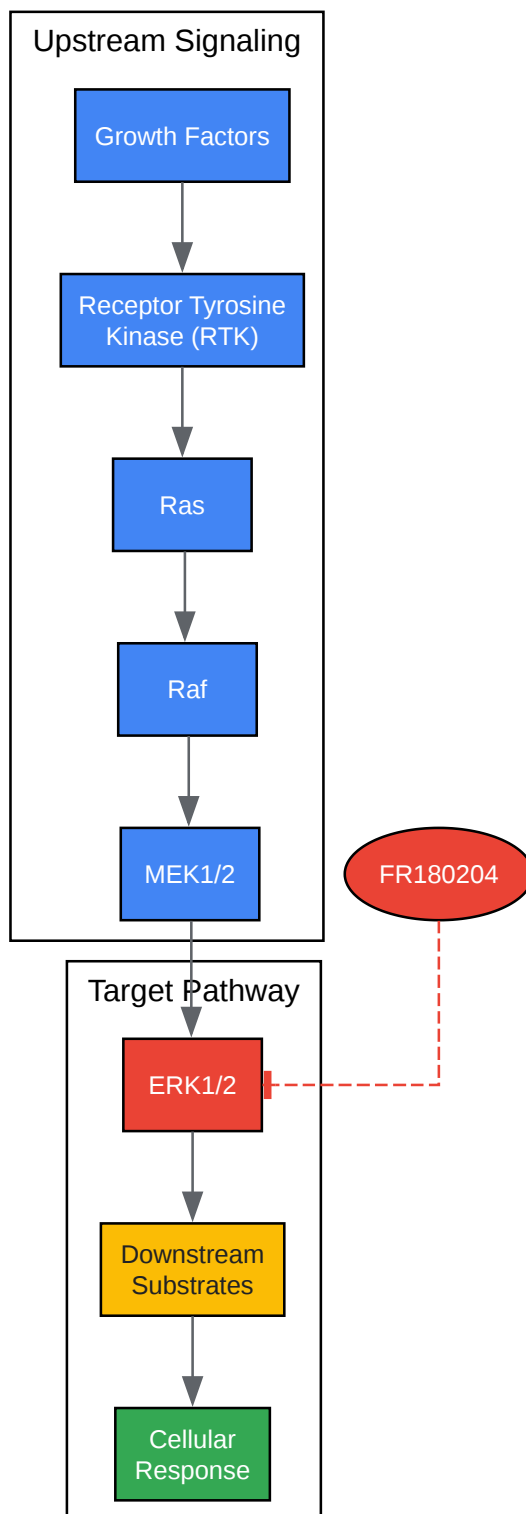 Upstream Signaling
Growth Factors
Receptor Tyrosine
Kinase (RTK)
Ras
Raf
MEK1/2
FR180204
Target Pathway
ERK1/2
Downstream
Substrates
Cellular
Response